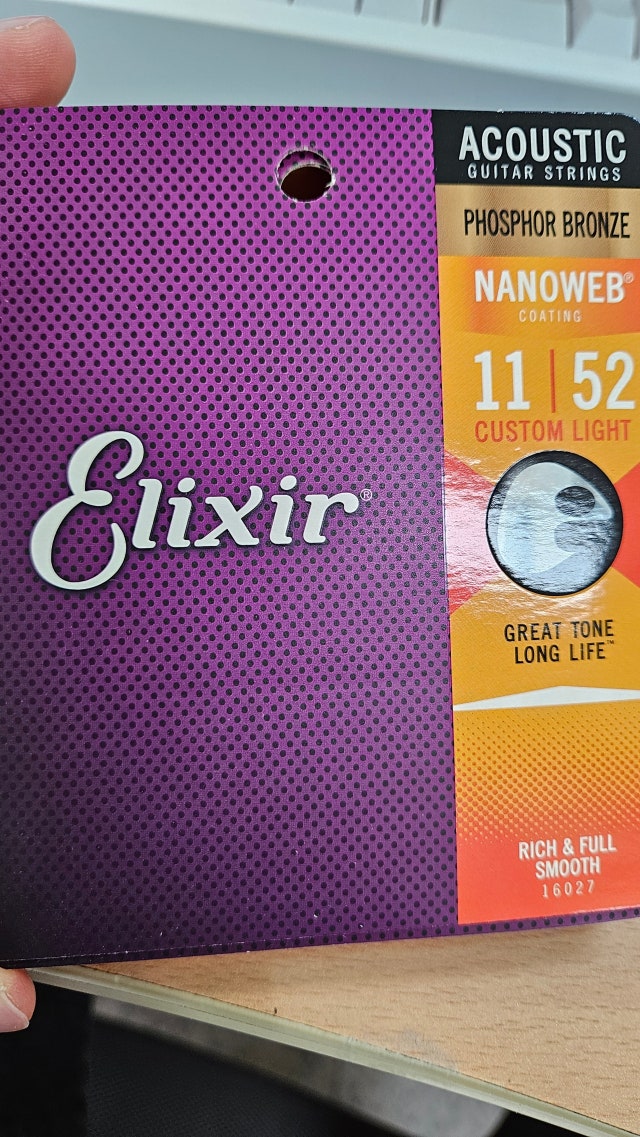 ACOUSTIC
GUITAR STRINGS
PHOSPHOR BRONZE
NANOWEB®
COATING
11 | 52
CUSTOM LIGHT
Elixir®
GREAT TONE
LONG LIFE™
RICH & FULL
SMOOTH
16027